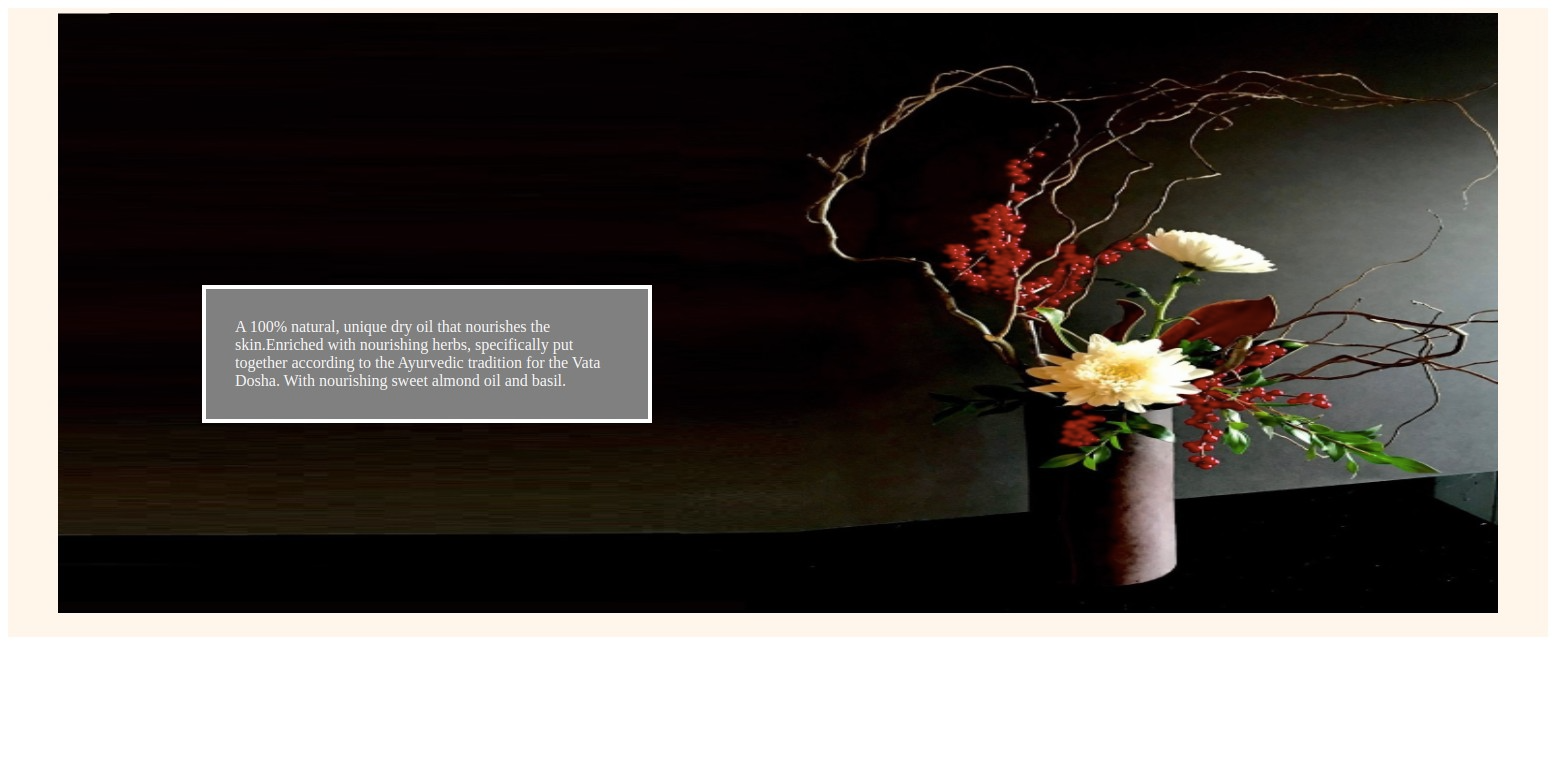 A 100% natural, unique dry oil that nourishes the
skin.Enriched with nourishing herbs, specifically put
together according to the Ayurvedic tradition for the Vata
Dosha. With nourishing sweet almond oil and basil.